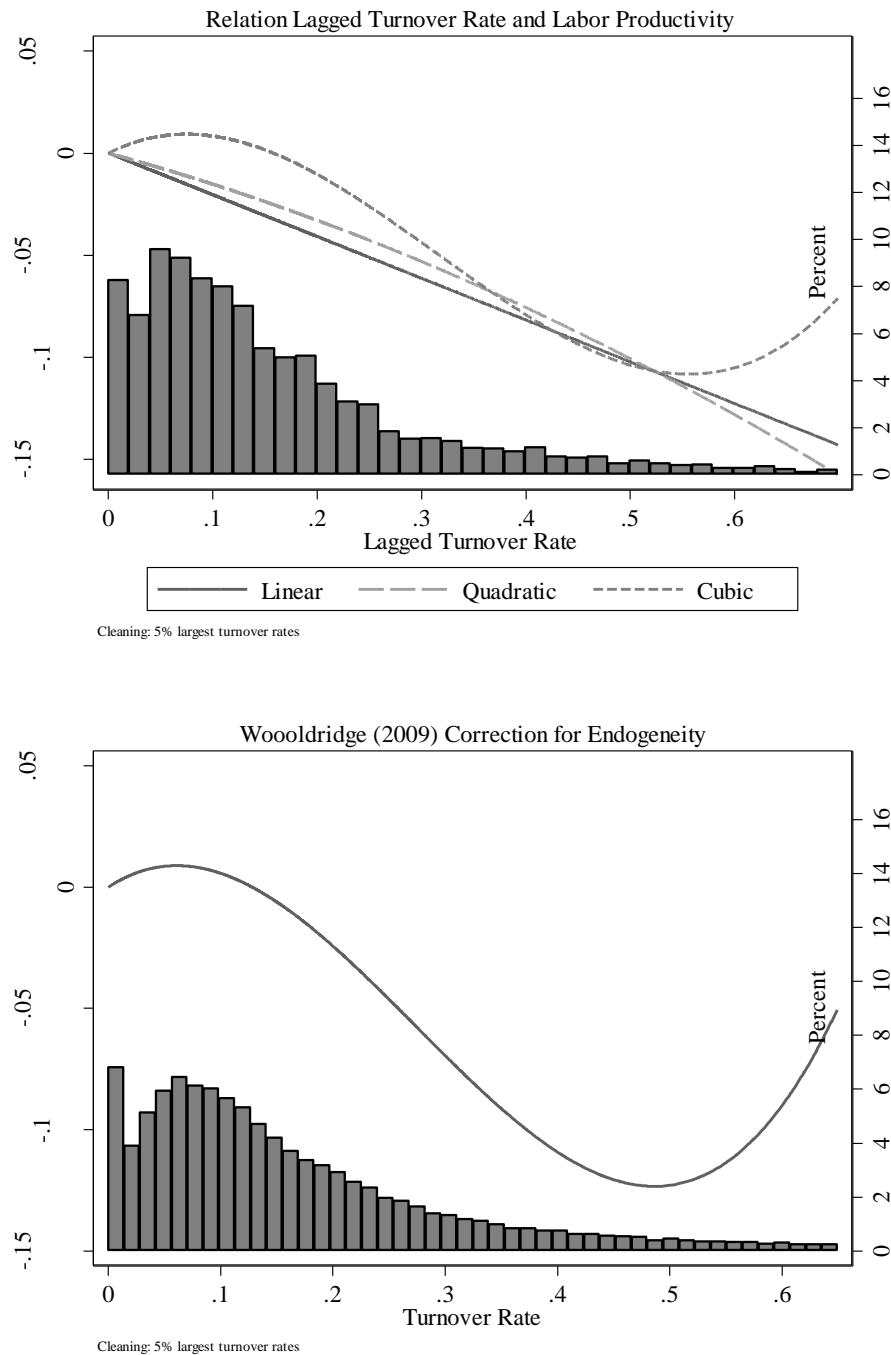 Relation Lagged Turnover Rate and Labor Productivity
.05
0
-.05
-.1
-.15
16
14
12
10
8
6
4
2
0
Percent
0 .1 .2 .3 .4 .5 .6
Lagged Turnover Rate
Linear Quadratic Cubic
Cleaning: 5% largest turnover rates
Woooldridge (2009) Correction for Endogeneity
.05
0
-.05
-.1
-.15
16
14
12
10
8
6
4
2
0
Percent
0 .1 .2 .3 .4 .5 .6
Turnover Rate
Cleaning: 5% largest turnover rates